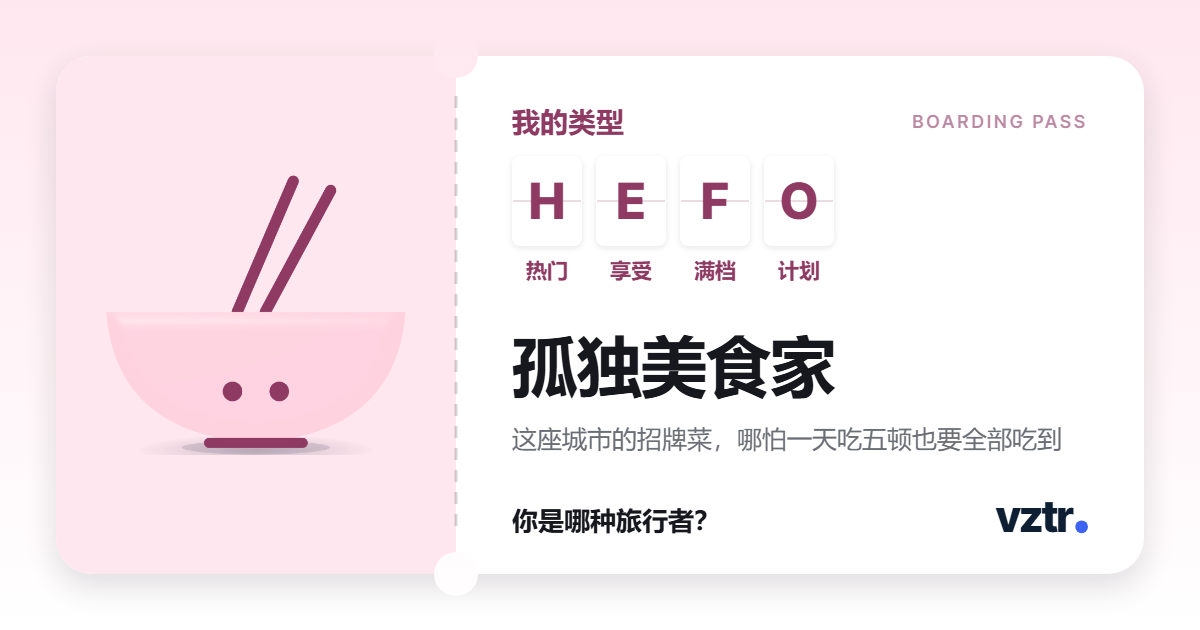 我的类型
BOARDING PASS
H E F O
热门 享受 满档 计划
孤独美食家
这座城市的招牌菜，哪怕一天吃五顿也要全部吃到
你是哪种旅行者?
vztr.